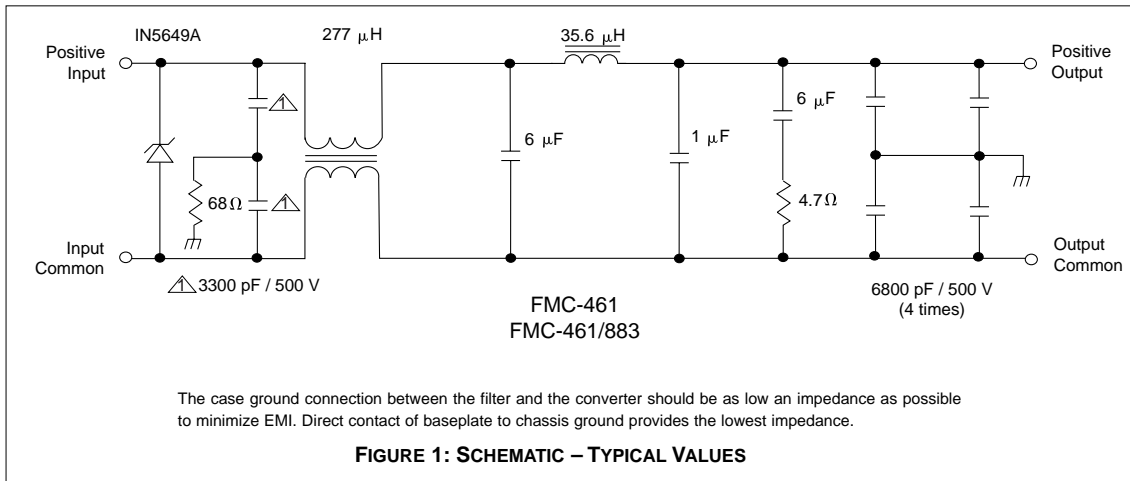 IN5649A
277 μH
35.6 μH
Positive
Input
Positive
Output
1
6 μF
6 μF
1 μF
68Ω
1
4.7Ω
Input
Common
Output
Common
1 3300 pF / 500 V
6800 pF / 500 V
(4 times)
FMC-461
FMC-461/883
The case ground connection between the filter and the converter should be as low an impedance as possible
to minimize EMI. Direct contact of baseplate to chassis ground provides the lowest impedance.
FIGURE 1: SCHEMATIC – TYPICAL VALUES